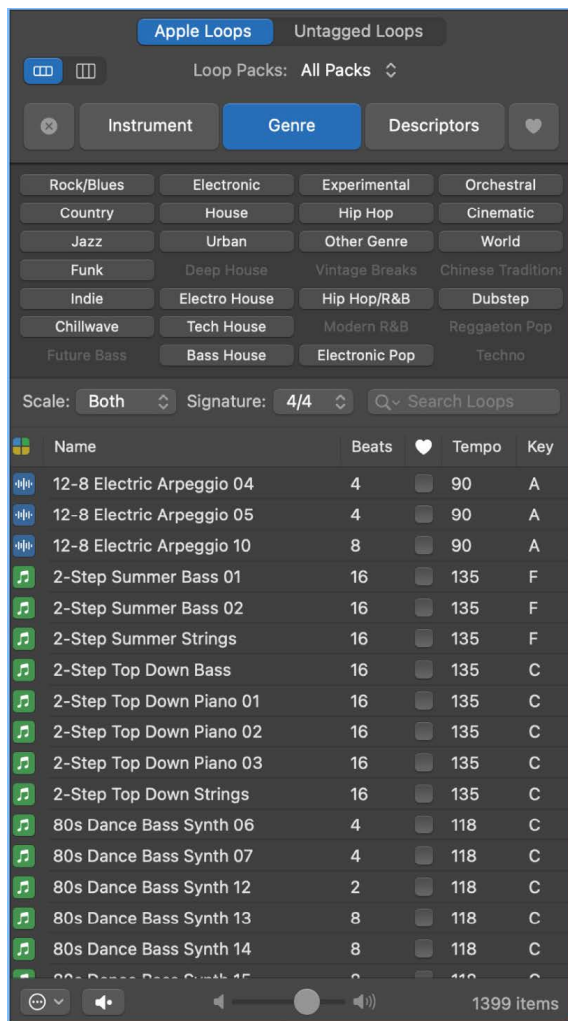 Apple Loops Untagged Loops
Loop Packs: All Packs
Instrument Genre Descriptors
Rock/Blues Electronic Experimental Orchestral
Country House Hip Hop Cinematic
Jazz Urban Other Genre World
Funk Deep House Vintage Breaks Chinese Traditiona
Indie Electro House Hip Hop/R&B Dubstep
Chillwave Tech House Modern R&B Reggaeton Pop
Future Bass Bass House Electronic Pop Techno
Scale: Both Signature: 4/4 Search Loops
Name Beats Tempo Key
12-8 Electric Arpeggio 04 4 90 A
12-8 Electric Arpeggio 05 4 90 A
12-8 Electric Arpeggio 10 8 90 A
2-Step Summer Bass 01 16 135 F
2-Step Summer Bass 02 16 135 F
2-Step Summer Strings 16 135 F
2-Step Top Down Bass 16 135 C
2-Step Top Down Piano 01 16 135 C
2-Step Top Down Piano 02 16 135 C
2-Step Top Down Piano 03 16 135 C
2-Step Top Down Strings 16 135 C
80s Dance Bass Synth 06 4 118 C
80s Dance Bass Synth 07 4 118 C
80s Dance Bass Synth 12 2 118 C
80s Dance Bass Synth 13 8 118 C
80s Dance Bass Synth 14 8 118 C
1399 items